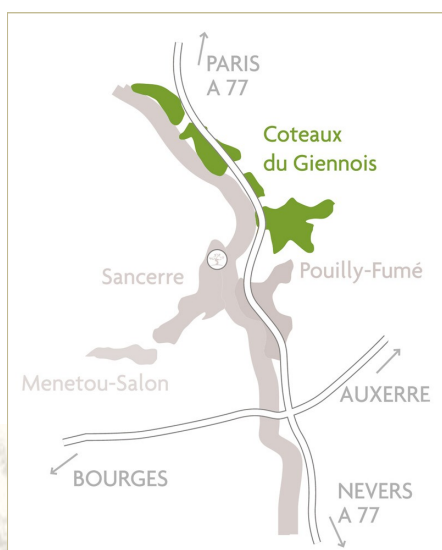 PARIS
A 77
Coteaux
du Giennois
Sancerre
Pouilly-Fumé
Menetou-Salon
AUXERRE
BOURGES
NEVERS
A 77